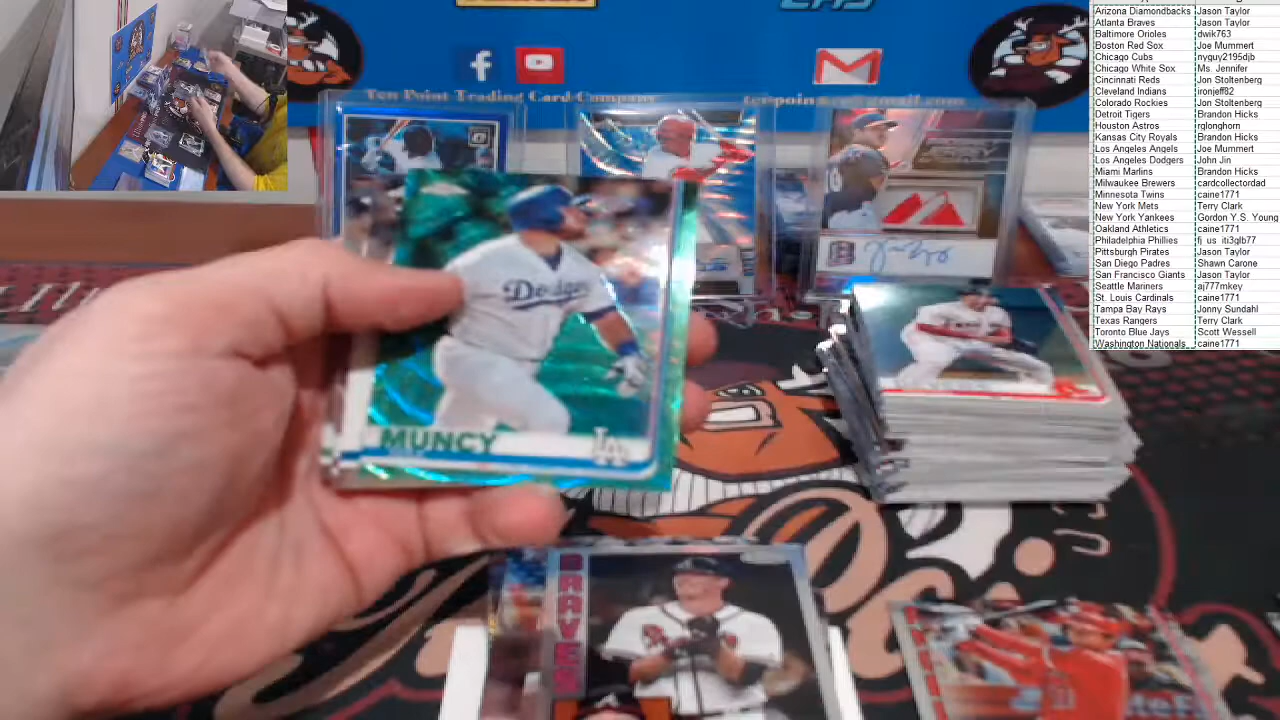 Ten Point Trading Card Company
Arizona Diamondbacks Jason Taylor
Atlanta Braves Jason Taylor
Baltimore Orioles dwik763
Boston Red Sox Joe Mummert
Chicago Cubs nyguy2195djb
Chicago White Sox Ms. Jennifer
Cincinnati Reds Jon Stoltenberg
Cleveland Indians ironjeff82
Colorado Rockies Jon Stoltenberg
Detroit Tigers Brandon Hicks
Houston Astros rglonghorn
Kansas City Royals Brandon Hicks
Los Angeles Angels Joe Mummert
Los Angeles Dodgers John Jin
Miami Marlins Brandon Hicks
Milwaukee Brewers cardcollectordad
Minnesota Twins caine1771
New York Mets Terry Clark
New York Yankees Gordon Y.S. Young
Oakland Athletics caine1771
Philadelphia Phillies fj_us_iti3glb77
Pittsburgh Pirates Jason Taylor
San Diego Padres Shawn Carone
San Francisco Giants Jason Taylor
Seattle Mariners aj777mkey
St. Louis Cardinals caine1771
Tampa Bay Rays Jonny Sundahl
Texas Rangers Terry Clark
Toronto Blue Jays Scott Wessell
Washington Nationals caine1771
Dodgers
MUNCY
LA
BRAVES